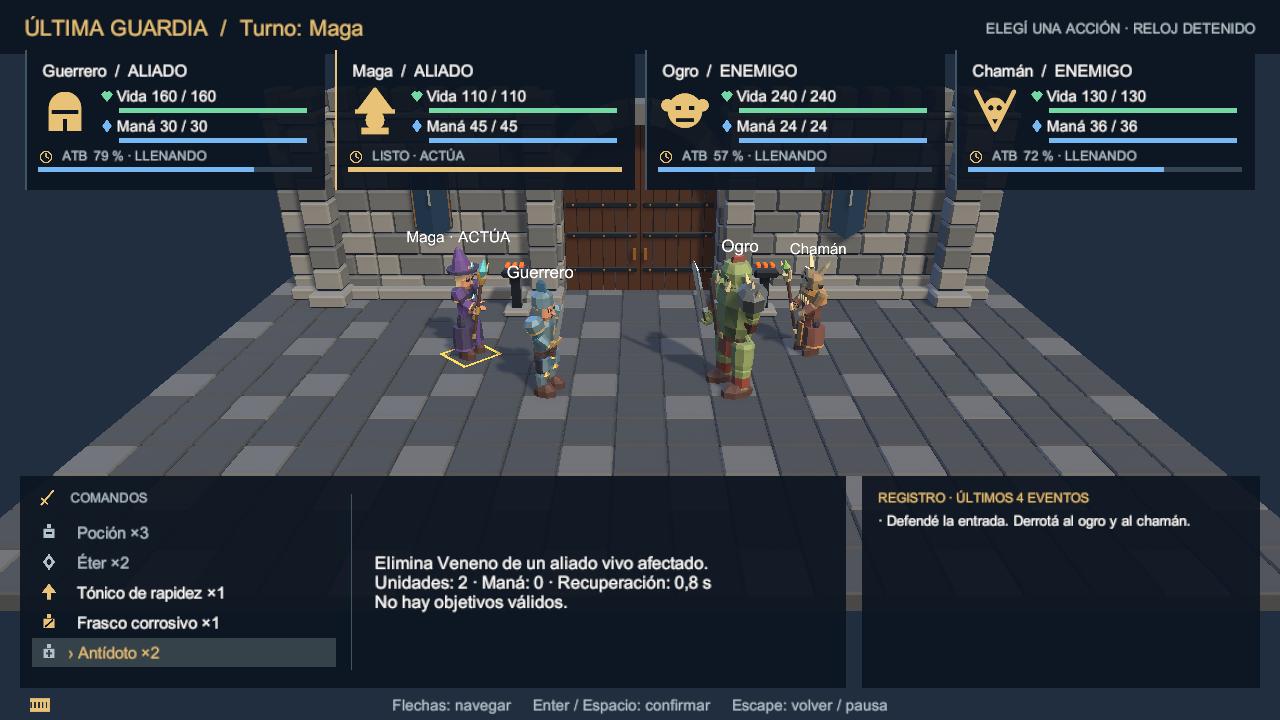 ÚLTIMA GUARDIA / Turno: Maga
ELEGÍ UNA ACCIÓN · RELOJ DETENIDO
Guerrero / ALIADO
Vida 160 / 160
Maná 30 / 30
ATB 79 % · LLENANDO
Maga / ALIADO
Vida 110 / 110
Maná 45 / 45
LISTO · ACTÚA
Ogro / ENEMIGO
Vida 240 / 240
Maná 24 / 24
ATB 57 % · LLENANDO
Chamán / ENEMIGO
Vida 130 / 130
Maná 36 / 36
ATB 72 % · LLENANDO
Maga · ACTÚA
Guerrero
Ogro
Chamán
COMANDOS
Poción ×3
Éter ×2
Tónico de rapidez ×1
Frasco corrosivo ×1
› Antídoto ×2
Elimina Veneno de un aliado vivo afectado.
Unidades: 2 · Maná: 0 · Recuperación: 0,8 s
No hay objetivos válidos.
REGISTRO · ÚLTIMOS 4 EVENTOS
· Defendé la entrada. Derrotá al ogro y al chamán.
Flechas: navegar Enter / Espacio: confirmar Escape: volver / pausa